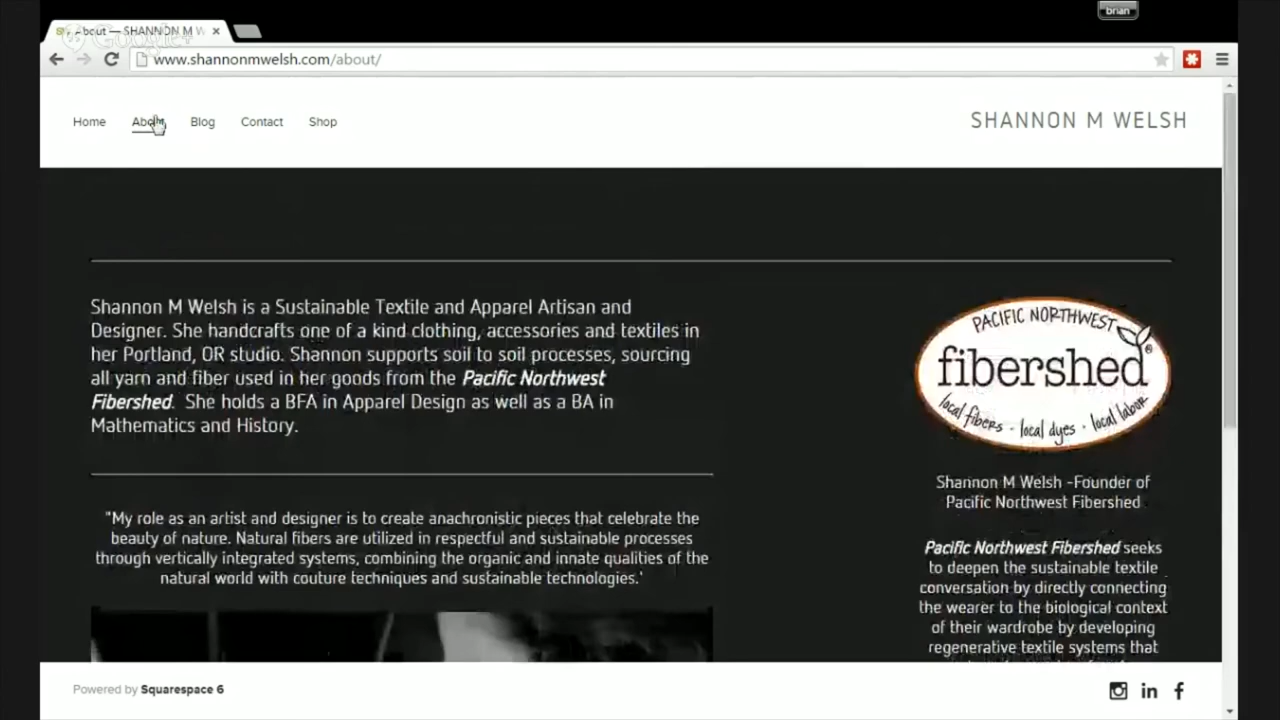 brian
About — SHANNON M W
Google+
www.shannonmwelsh.com/about/
Home About Blog Contact Shop
SHANNON M WELSH
Shannon M Welsh is a Sustainable Textile and Apparel Artisan and
Designer. She handcrafts one of a kind clothing, accessories and textiles in
her Portland, OR studio. Shannon supports soil to soil processes, sourcing
all yarn and fiber used in her goods from the Pacific Northwest
Fibershed. She holds a BFA in Apparel Design as well as a BA in
Mathematics and History.
"My role as an artist and designer is to create anachronistic pieces that celebrate the
beauty of nature. Natural fibers are utilized in respectful and sustainable processes
through vertically integrated systems, combining the organic and innate qualities of the
natural world with couture techniques and sustainable technologies.'
PACIFIC NORTHWEST
fibershed®
local fibers · local dyes · local labor
Shannon M Welsh -Founder of
Pacific Northwest Fibershed
Pacific Northwest Fibershed seeks
to deepen the sustainable textile
conversation by directly connecting
the wearer to the biological context
of their wardrobe by developing
regenerative textile systems that
Powered by Squarespace 6